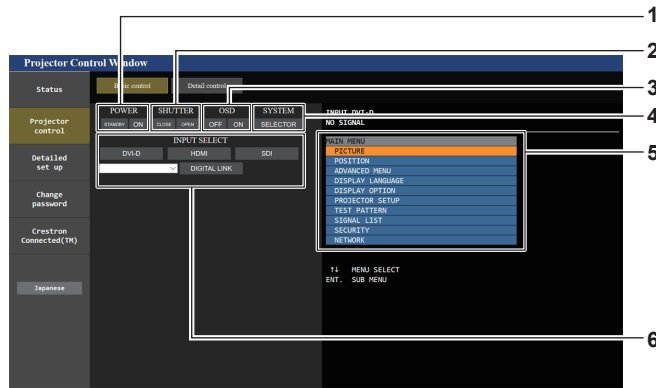 1
2
3
4
5
6
Projector Control Window
Status
Projector control
Detailed set up
Change password
Crestron Connected(TM)
Japanese
Basic control
Detail control
POWER
STANDBY ON
SHUTTER
CLOSE OPEN
OSD
OFF ON
SYSTEM
SELECTOR
INPUT SELECT
DVI-D
HDMI
SDI
DIGITAL LINK
INPUT DVI-D
NO SIGNAL
MAIN MENU
PICTURE
POSITION
ADVANCED MENU
DISPLAY LANGUAGE
DISPLAY OPTION
PROJECTOR SETUP
TEST PATTERN
SIGNAL LIST
SECURITY
NETWORK
↑↓ MENU SELECT
ENT. SUB MENU